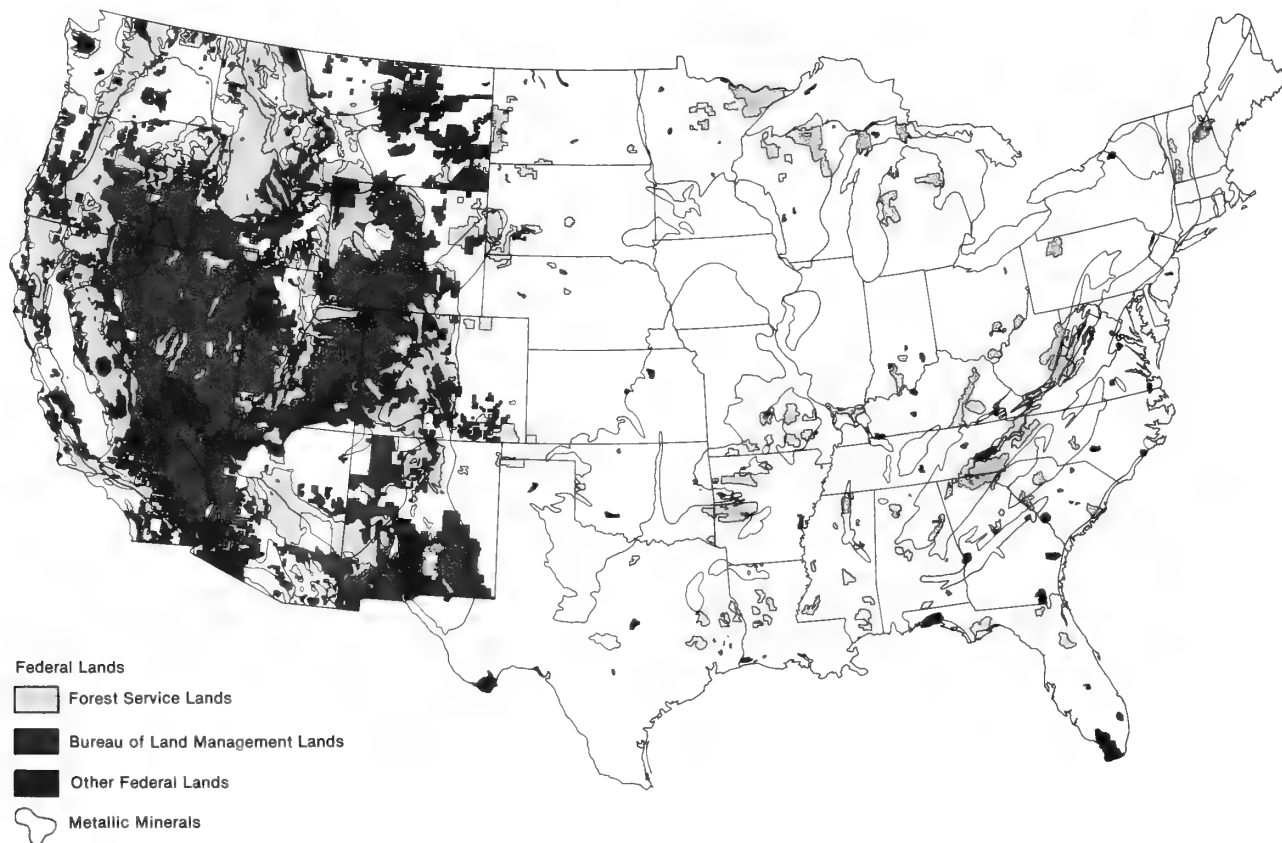 Federal Lands
Forest Service Lands
Bureau of Land Management Lands
Other Federal Lands
Metallic Minerals